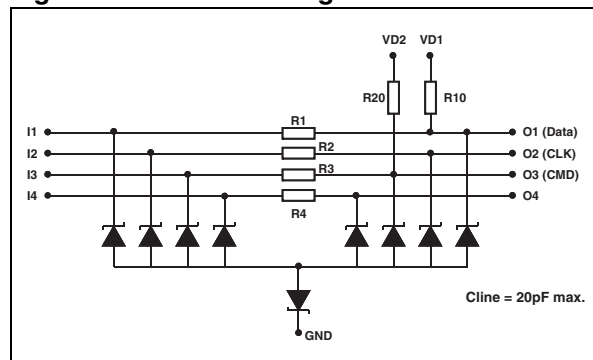 VD2 VD1
R20 R10
R1
I1 O1 (Data)
R2
I2 O2 (CLK)
R3
I3 O3 (CMD)
I4 O4
R4
Cline = 20pF max.
GND